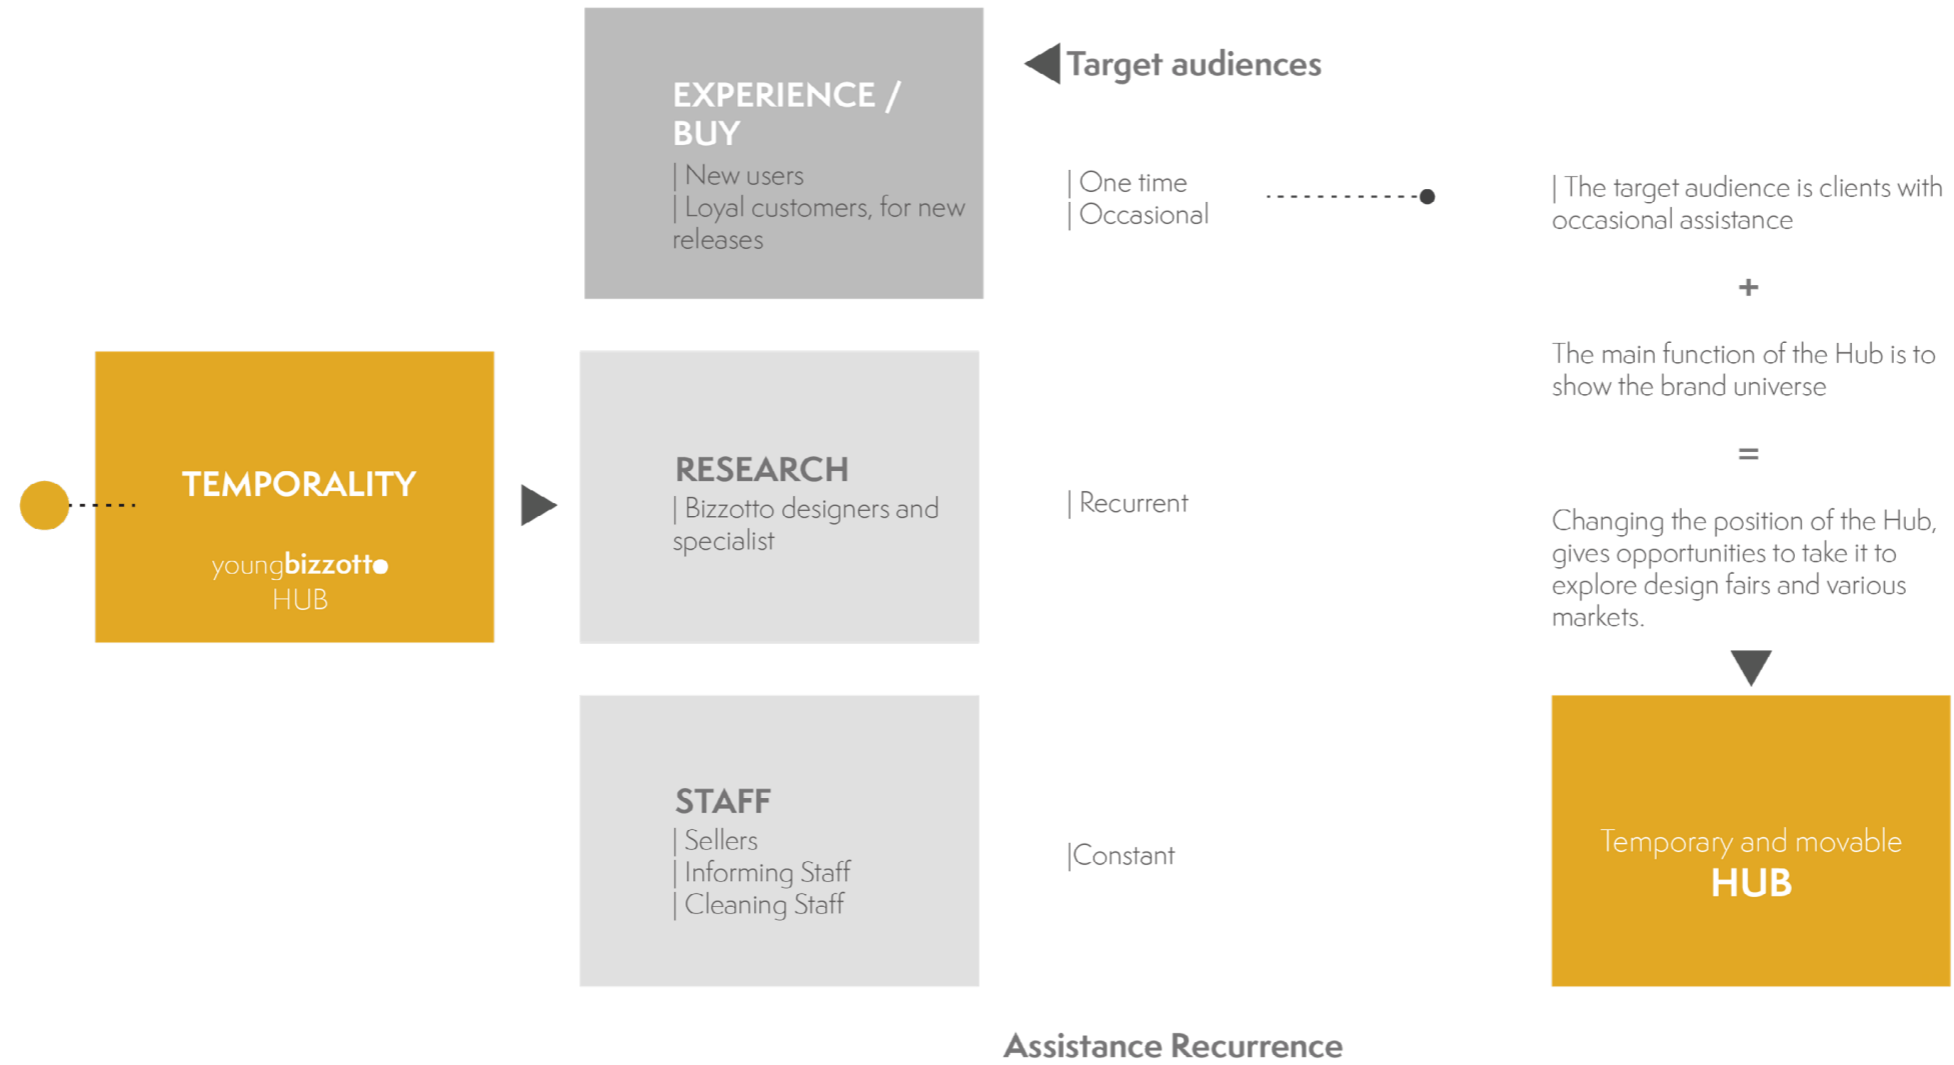 TEMPORALITY
youngbizzotto
HUB
EXPERIENCE /
BUY
| New users
| Loyal customers, for new
releases
RESEARCH
| Bizzotto designers and
specialist
STAFF
| Sellers
| Informing Staff
| Cleaning Staff
Target audiences
| One time
| Occasional
| Recurrent
|Constant
Assistance Recurrence
| The target audience is clients with
occasional assistance
+
The main function of the Hub is to
show the brand universe
=
Changing the position of the Hub,
gives opportunities to take it to
explore design fairs and various
markets.
Temporary and movable
HUB